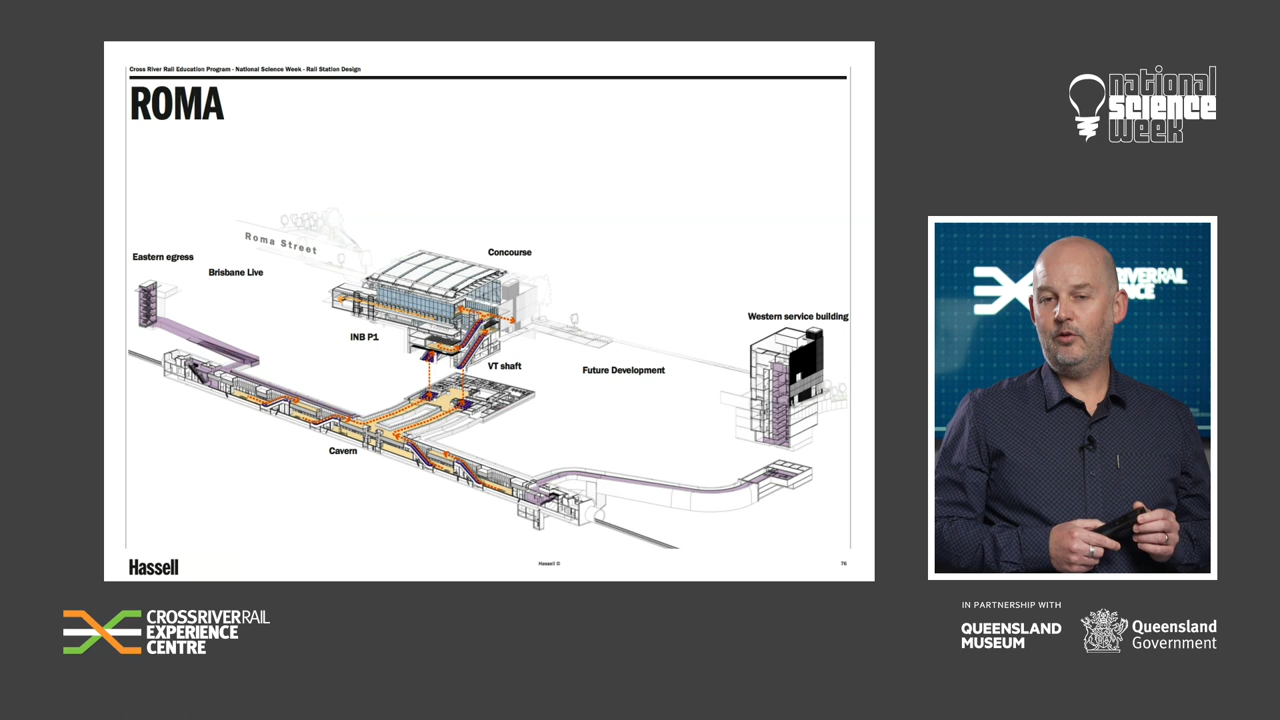 Cross River Rail Education Program - National Science Week - Rail Station Design
ROMA
Roma Street
Concourse
Eastern egress
Brisbane Live
Western service building
INB P1
VT shaft
Future Development
Cavern
Hassell
Hassell ©
76
national
science
week
CROSSRIVERRAIL
EXPERIENCE
CENTRE
IN PARTNERSHIP WITH
QUEENSLAND
MUSEUM
Queensland
Government